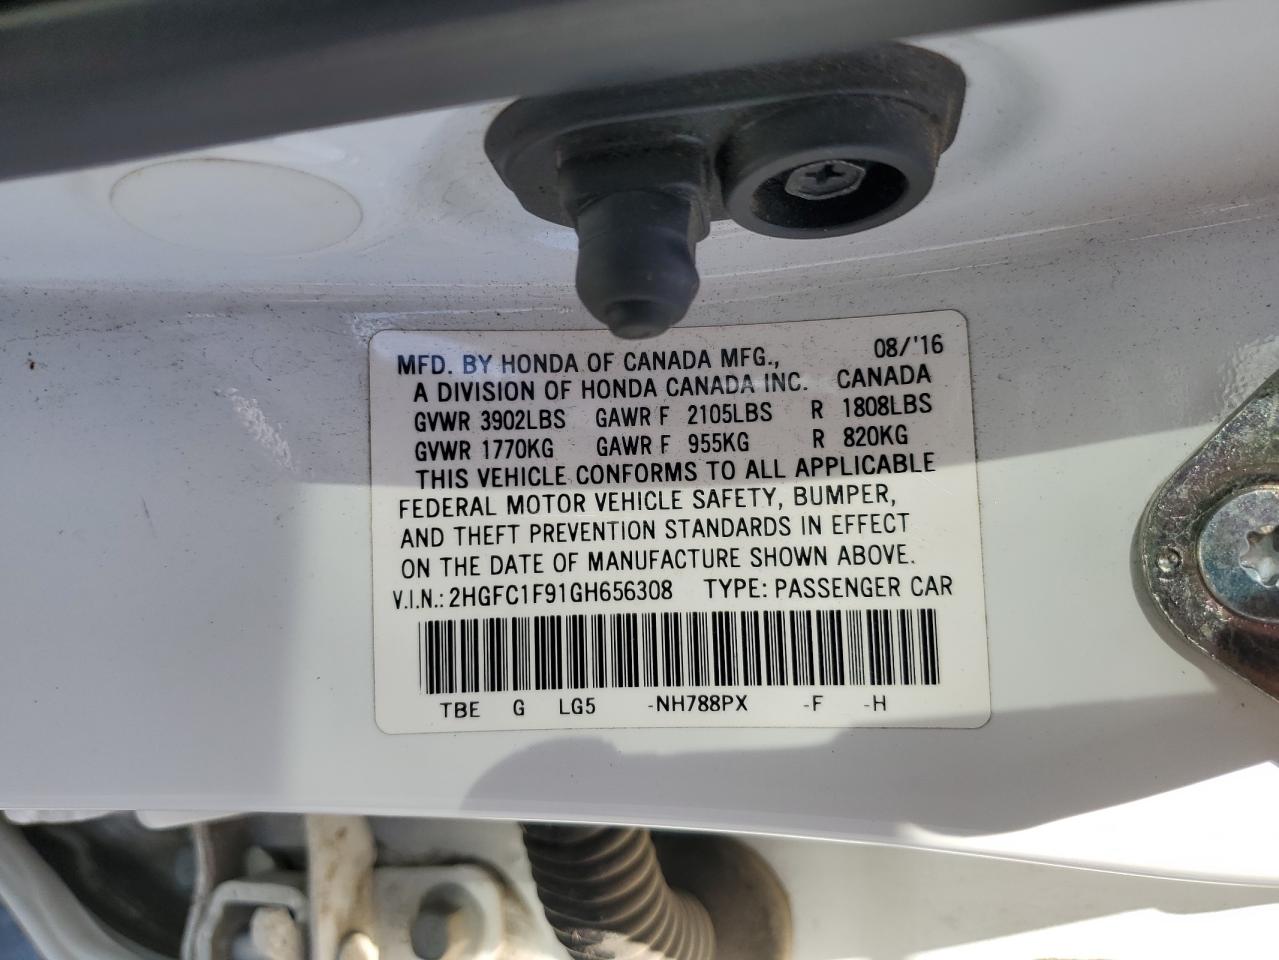 MFD. BY HONDA OF CANADA MFG., 08/'16
A DIVISION OF HONDA CANADA INC. CANADA
GVWR 3902LBS GAWR F 2105LBS R 1808LBS
GVWR 1770KG GAWR F 955KG R 820KG
THIS VEHICLE CONFORMS TO ALL APPLICABLE
FEDERAL MOTOR VEHICLE SAFETY, BUMPER,
AND THEFT PREVENTION STANDARDS IN EFFECT
ON THE DATE OF MANUFACTURE SHOWN ABOVE.
V.I.N.: 2HGFC1F91GH656308 TYPE: PASSENGER CAR
TBE G LG5 -NH788PX -F -H